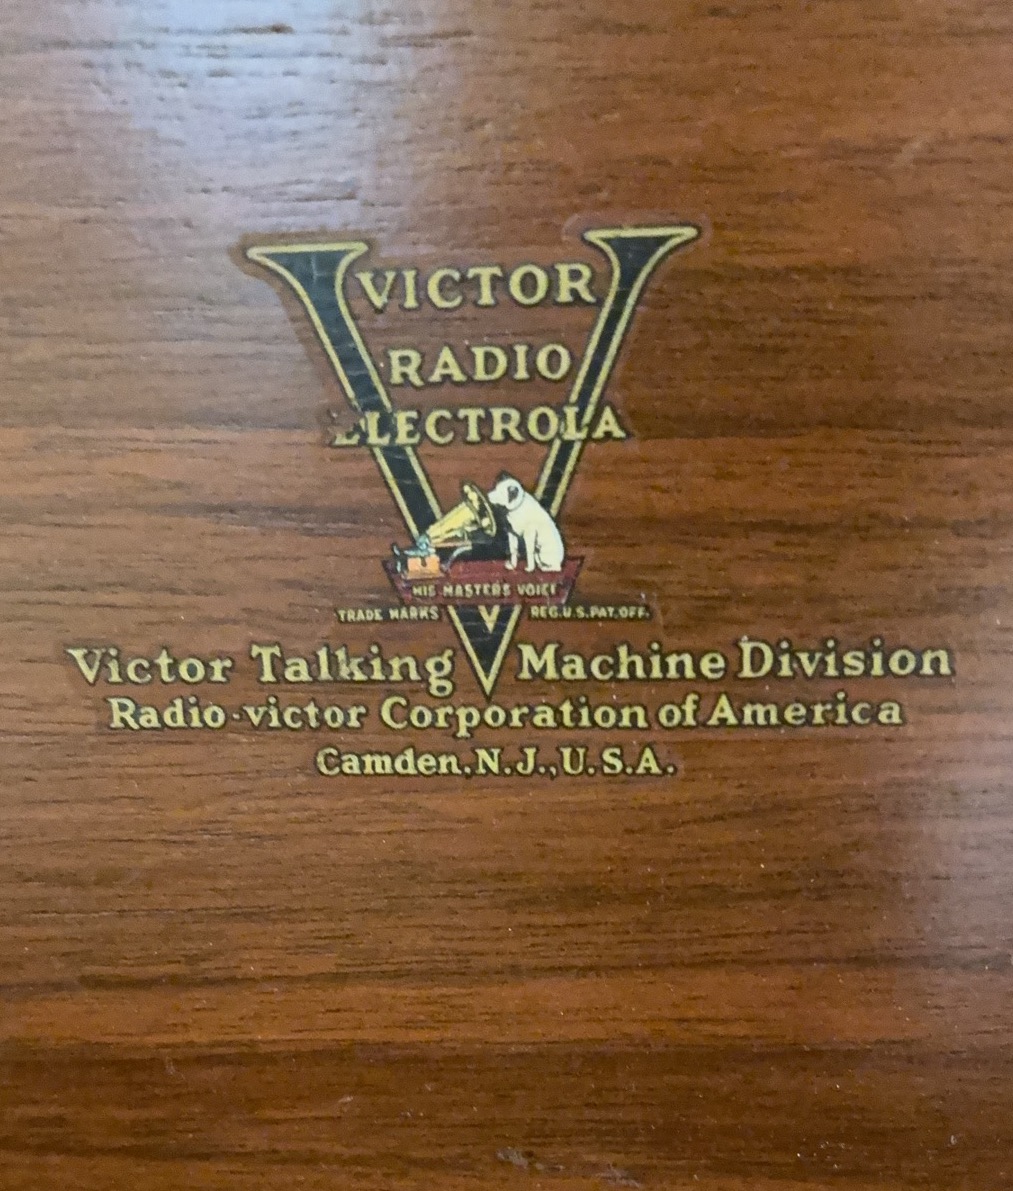 VICTOR
RADIO
ELECTROLA
HIS MASTER'S VOICE
TRADE MARKS REG.U.S.PAT.OFF.
Victor Talking Machine Division
Radio-victor Corporation of America
Camden,N.J.,U.S.A.